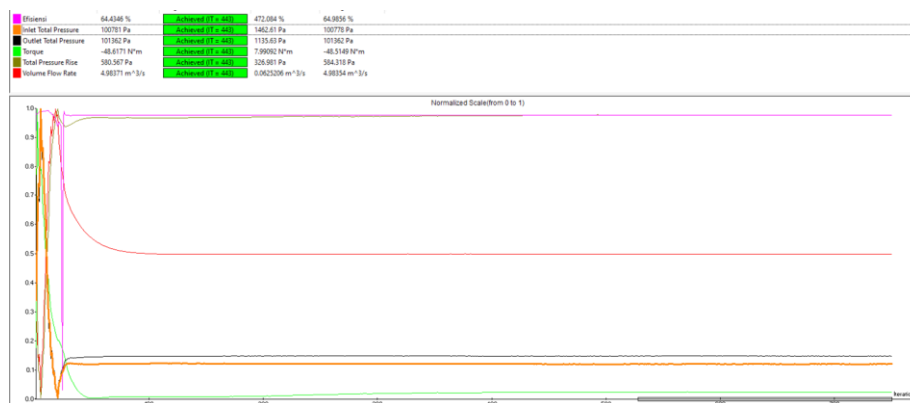 Efisiensi 64.4346 % Achieved (IT = 443) 472.084 % 64.9856 %
Inlet Total Pressure 100781 Pa Achieved (IT = 443) 1462.61 Pa 100778 Pa
Outlet Total Pressure 101362 Pa Achieved (IT = 443) 1135.63 Pa 101362 Pa
Torque -48.6171 N*m Achieved (IT = 443) 7.99092 N*m -48.5149 N*m
Total Pressure Rise 580.567 Pa Achieved (IT = 443) 326.981 Pa 584.318 Pa
Volume Flow Rate 4.98371 m^3/s Achieved (IT = 443) 0.0625206 m^3/s 4.98354 m^3/s
Normalized Scale(from 0 to 1)
1.0
0.9
0.8
0.7
0.6
0.5
0.4
0.3
0.2
0.1
0.0
Iteratio